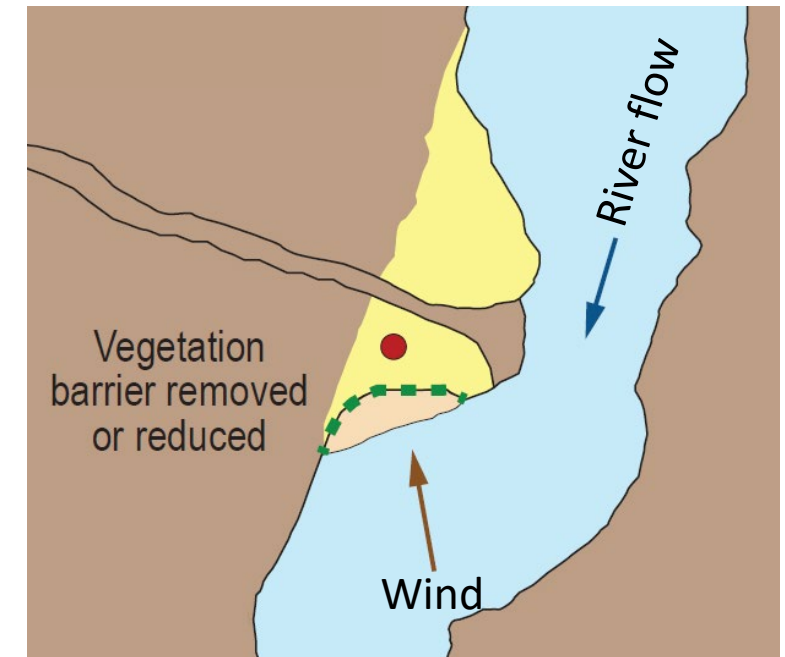 River flow
Vegetation
barrier removed
or reduced
Wind